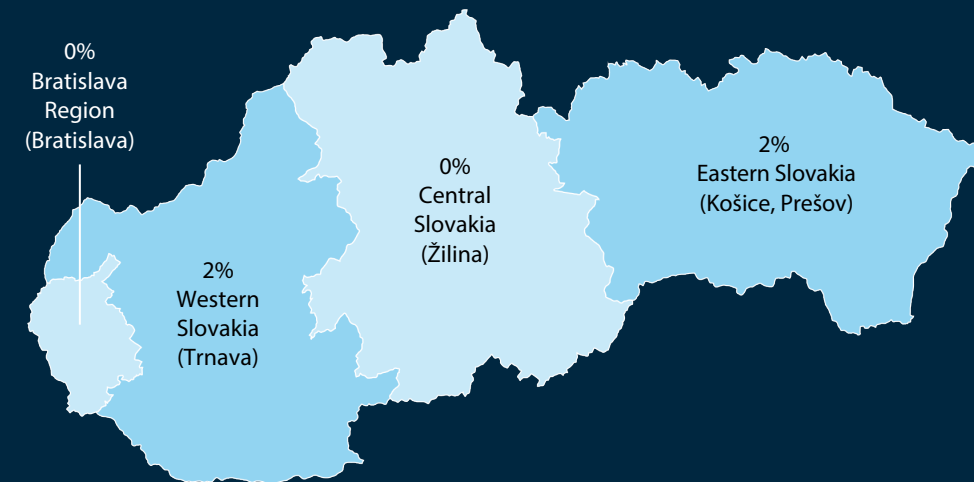 0%
Bratislava
Region
(Bratislava)
2%
Western
Slovakia
(Trnava)
0%
Central
Slovakia
(Žilina)
2%
Eastern Slovakia
(Košice, Prešov)